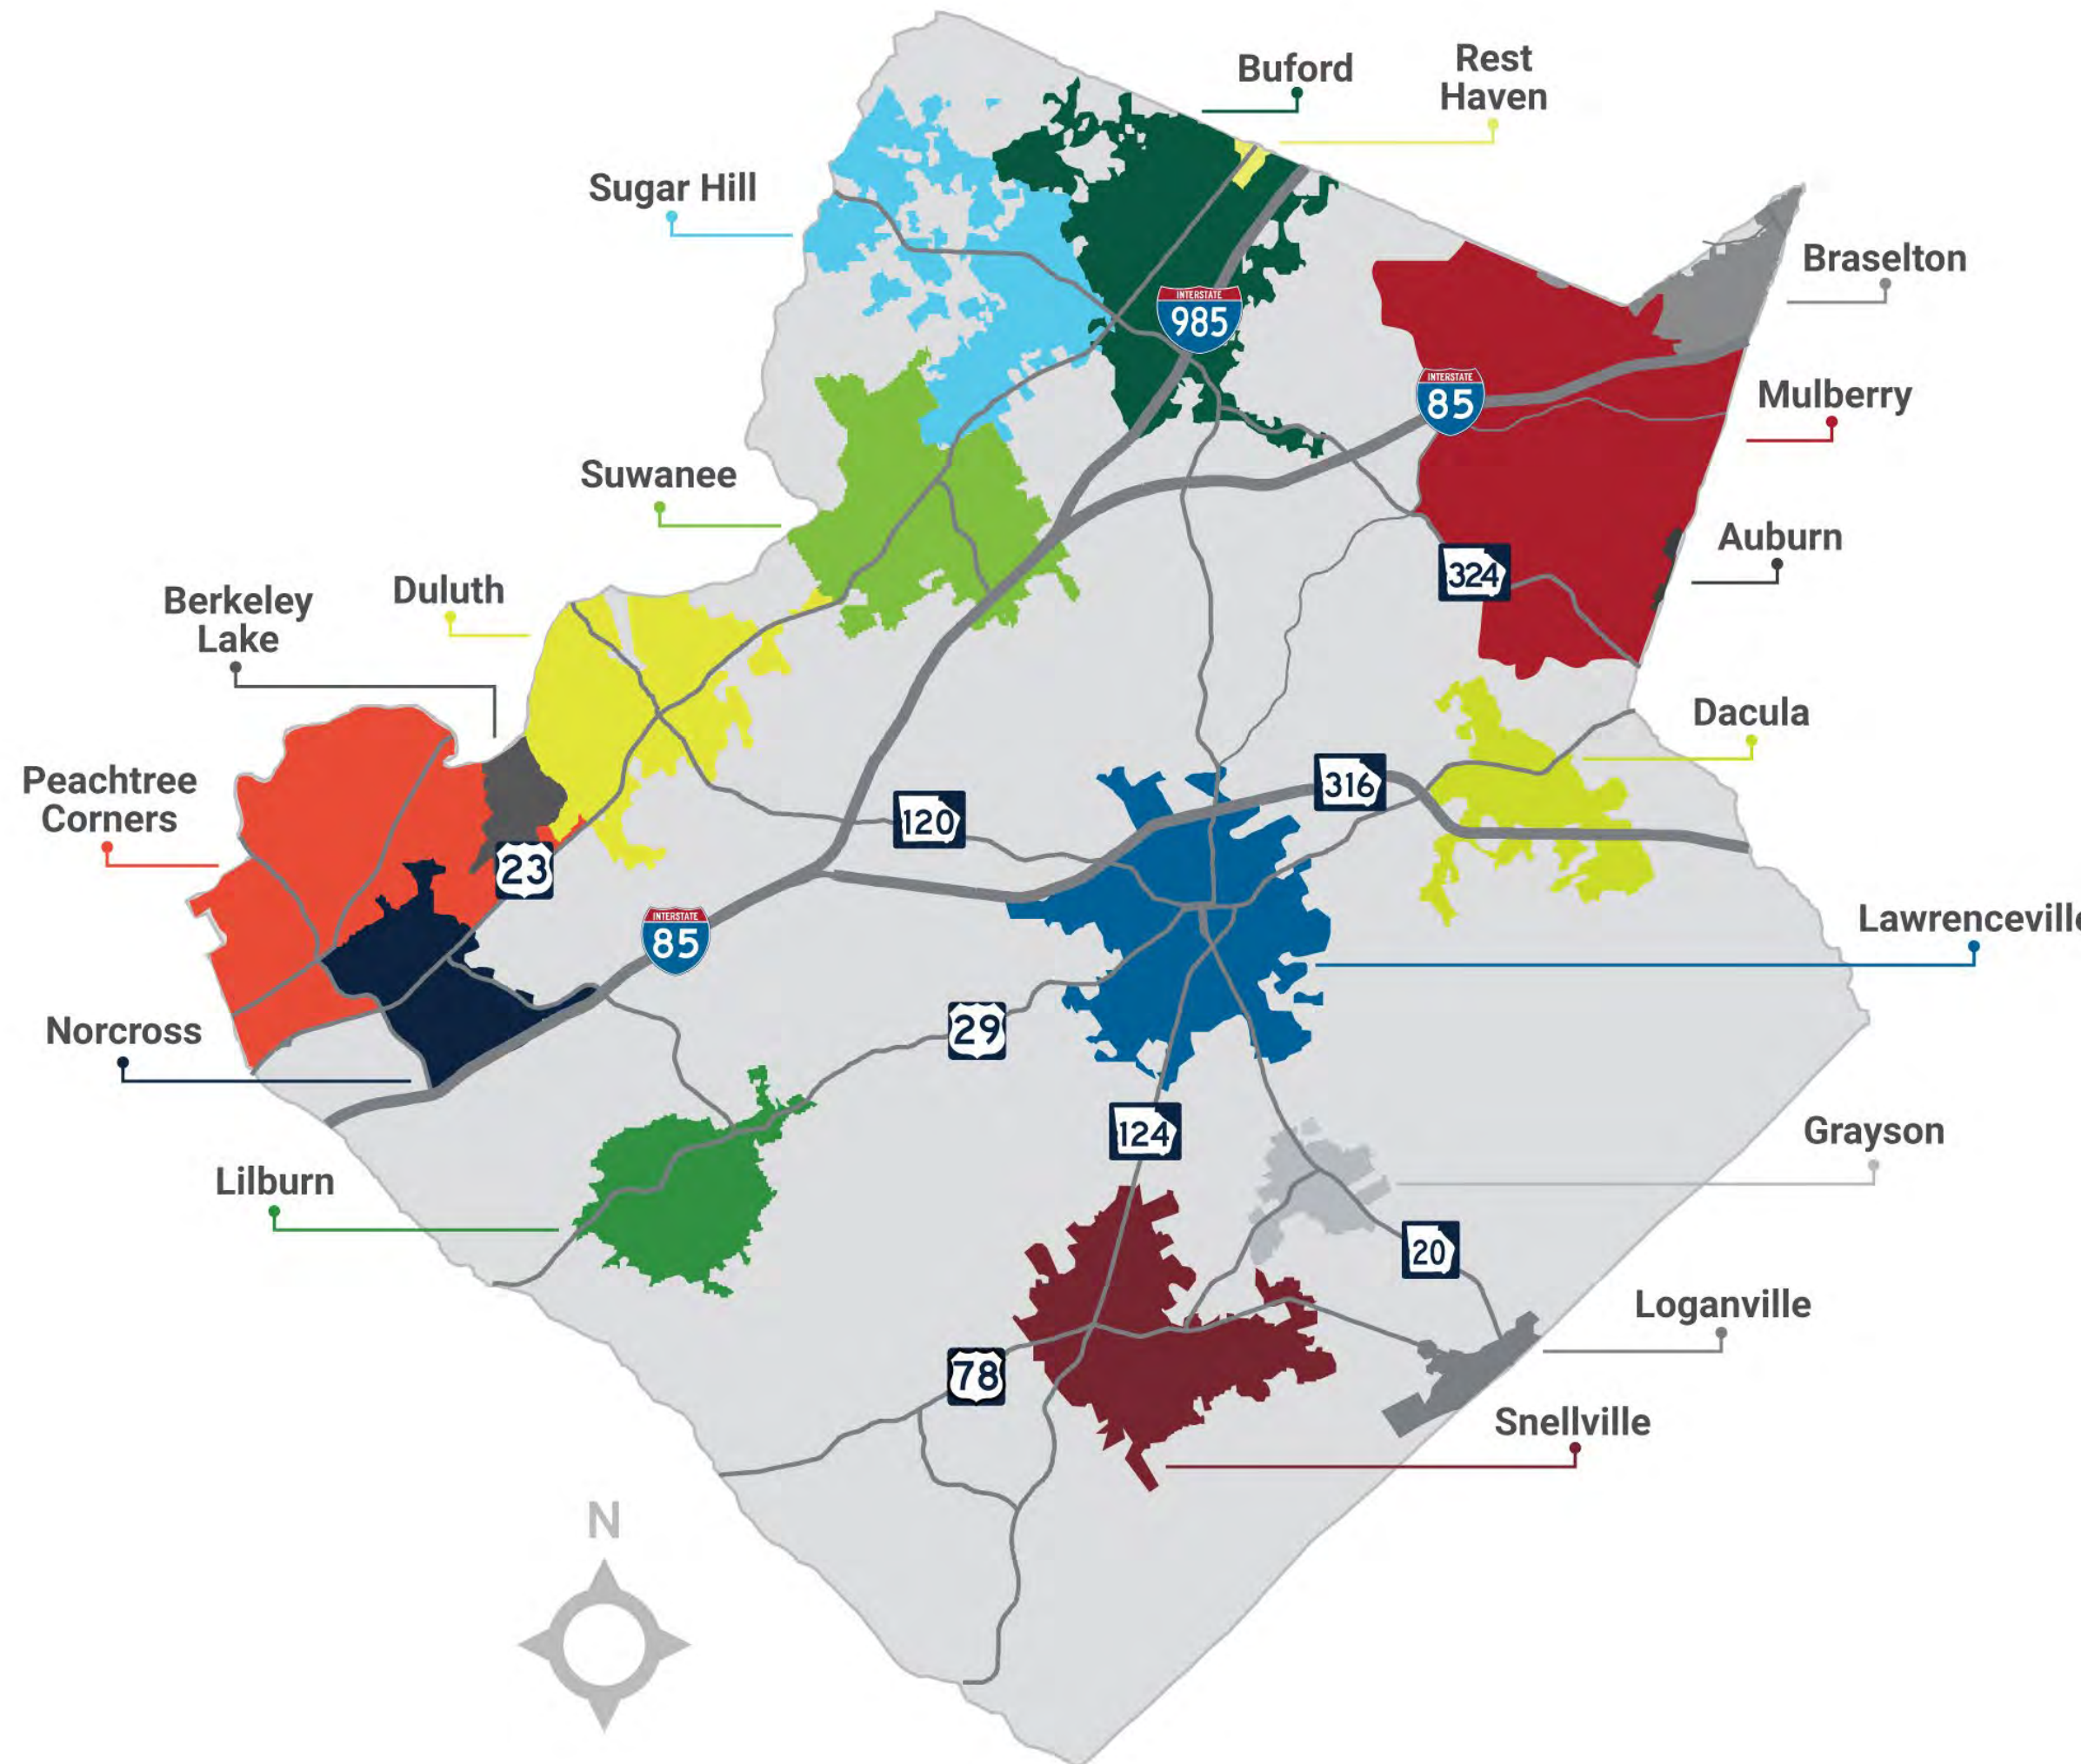 Buford
Rest
Haven
Sugar Hill
Braselton
INTERSTATE
985
INTERSTATE
85
Mulberry
Suwanee
Auburn
324
Duluth
Berkeley
Lake
Dacula
Peachtree
Corners
316
120
23
INTERSTATE
85
Lawrenceville
Norcross
29
124
Grayson
Lilburn
20
Loganville
78
Snellville
N